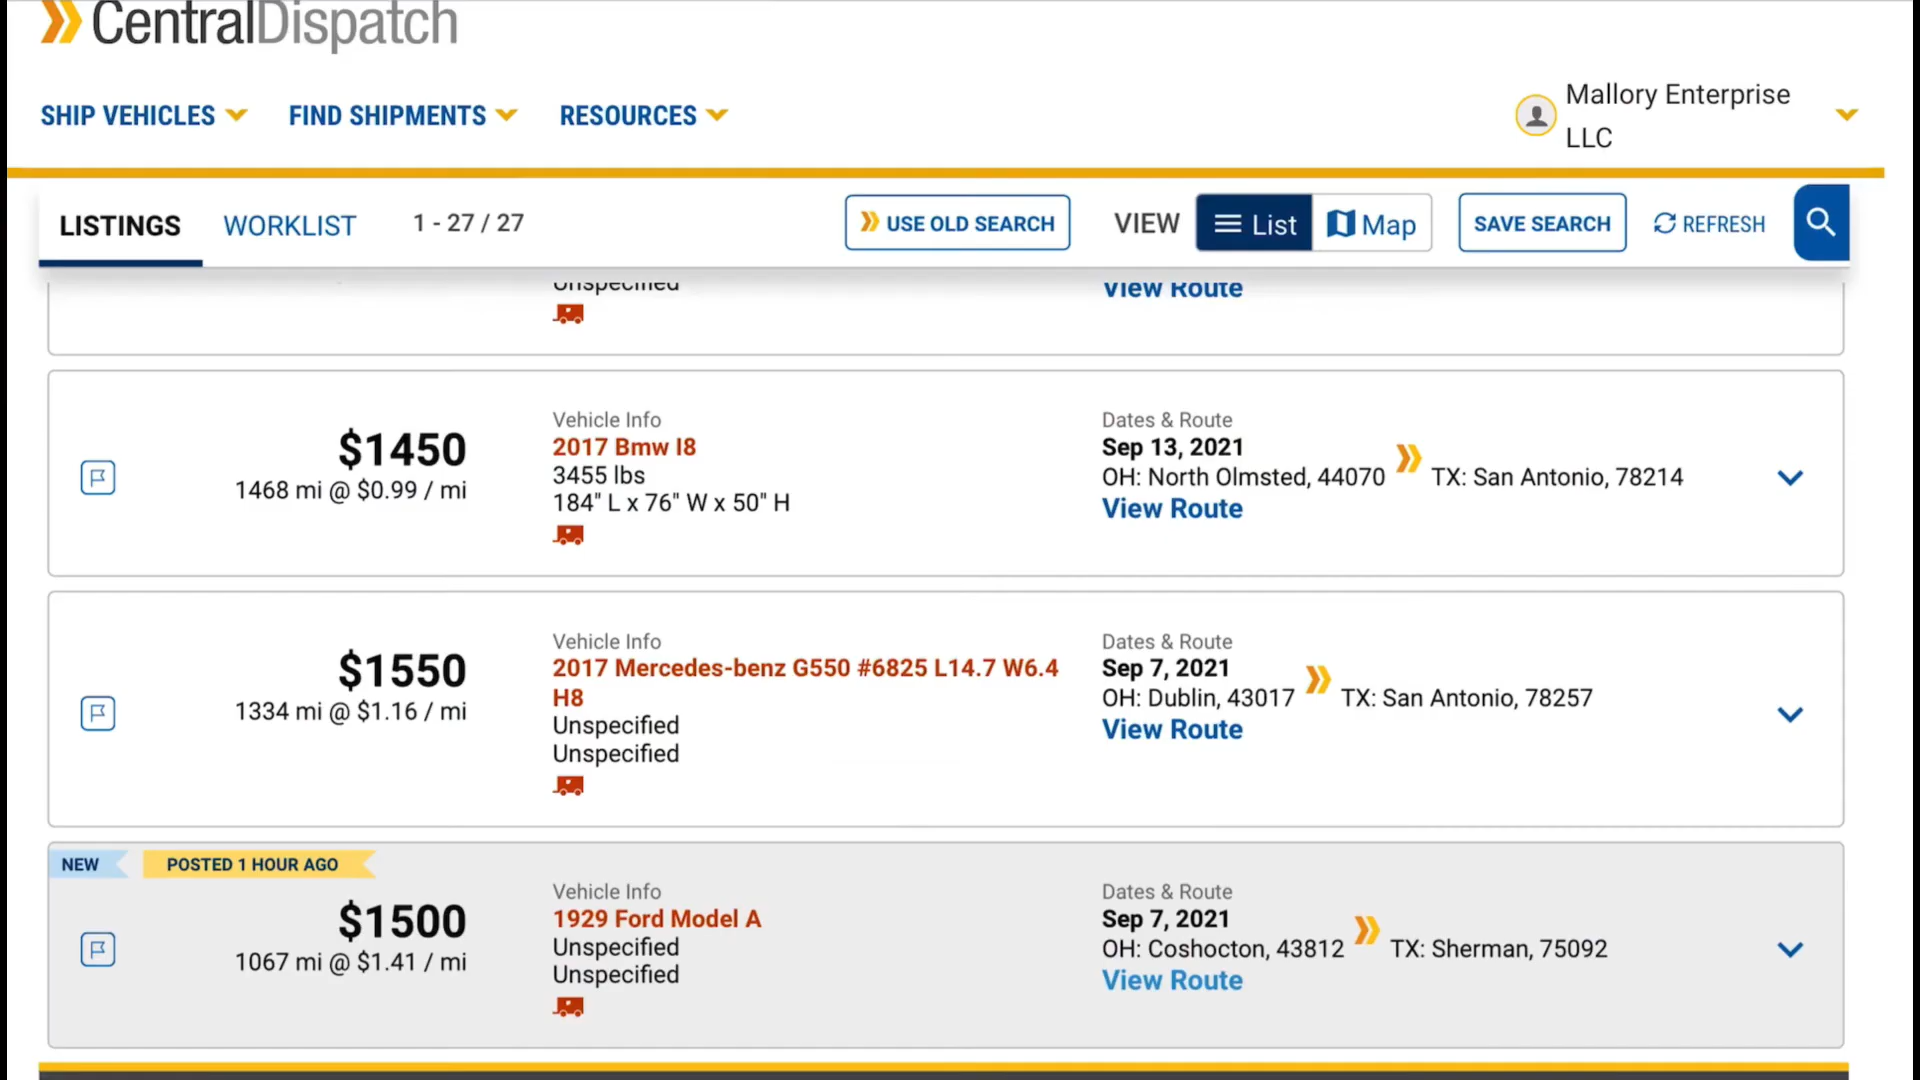 CentralDispatch
SHIP VEHICLES
FIND SHIPMENTS
RESOURCES
Mallory Enterprise
LLC
LISTINGS
WORKLIST
1 - 27 / 27
USE OLD SEARCH
VIEW
List
Map
SAVE SEARCH
REFRESH
Unspecified
View Route
$1450
1468 mi @ $0.99 / mi
Vehicle Info
2017 Bmw I8
3455 lbs
184" L x 76" W x 50" H
Dates & Route
Sep 13, 2021
OH: North Olmsted, 44070
TX: San Antonio, 78214
View Route
$1550
1334 mi @ $1.16 / mi
Vehicle Info
2017 Mercedes-benz G550 #6825 L14.7 W6.4
H8
Unspecified
Unspecified
Dates & Route
Sep 7, 2021
OH: Dublin, 43017
TX: San Antonio, 78257
View Route
NEW
POSTED 1 HOUR AGO
$1500
1067 mi @ $1.41 / mi
Vehicle Info
1929 Ford Model A
Unspecified
Unspecified
Dates & Route
Sep 7, 2021
OH: Coshocton, 43812
TX: Sherman, 75092
View Route